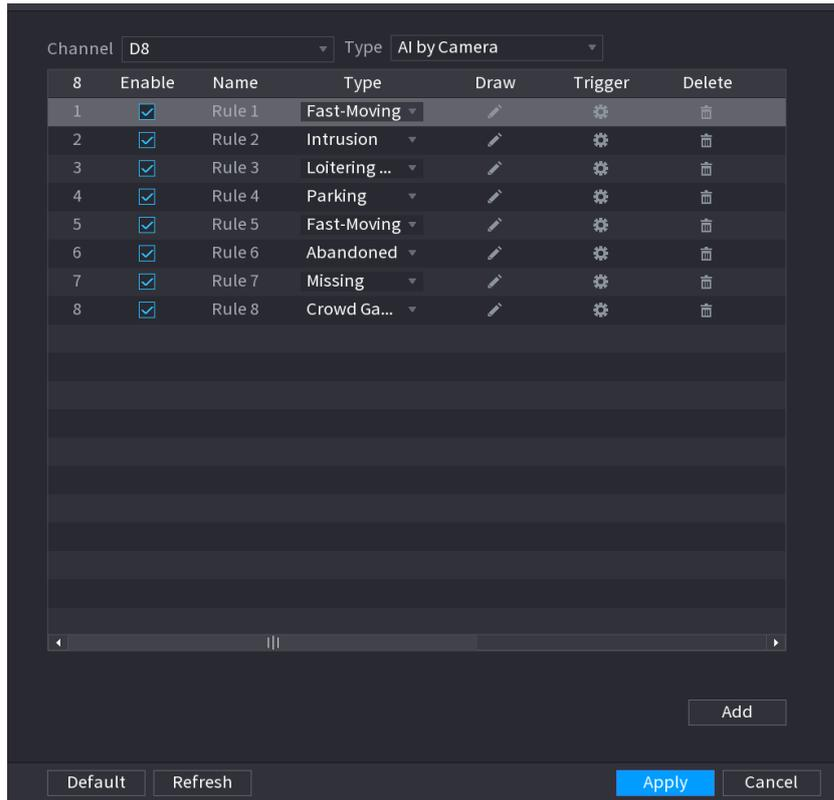 Channel D8 Type AI by Camera
8 Enable Name Type Draw Trigger Delete
1 Rule 1 Fast-Moving
2 Rule 2 Intrusion
3 Rule 3 Loitering ...
4 Rule 4 Parking
5 Rule 5 Fast-Moving
6 Rule 6 Abandoned
7 Rule 7 Missing
8 Rule 8 Crowd Ga...
Add
Default Refresh Apply Cancel